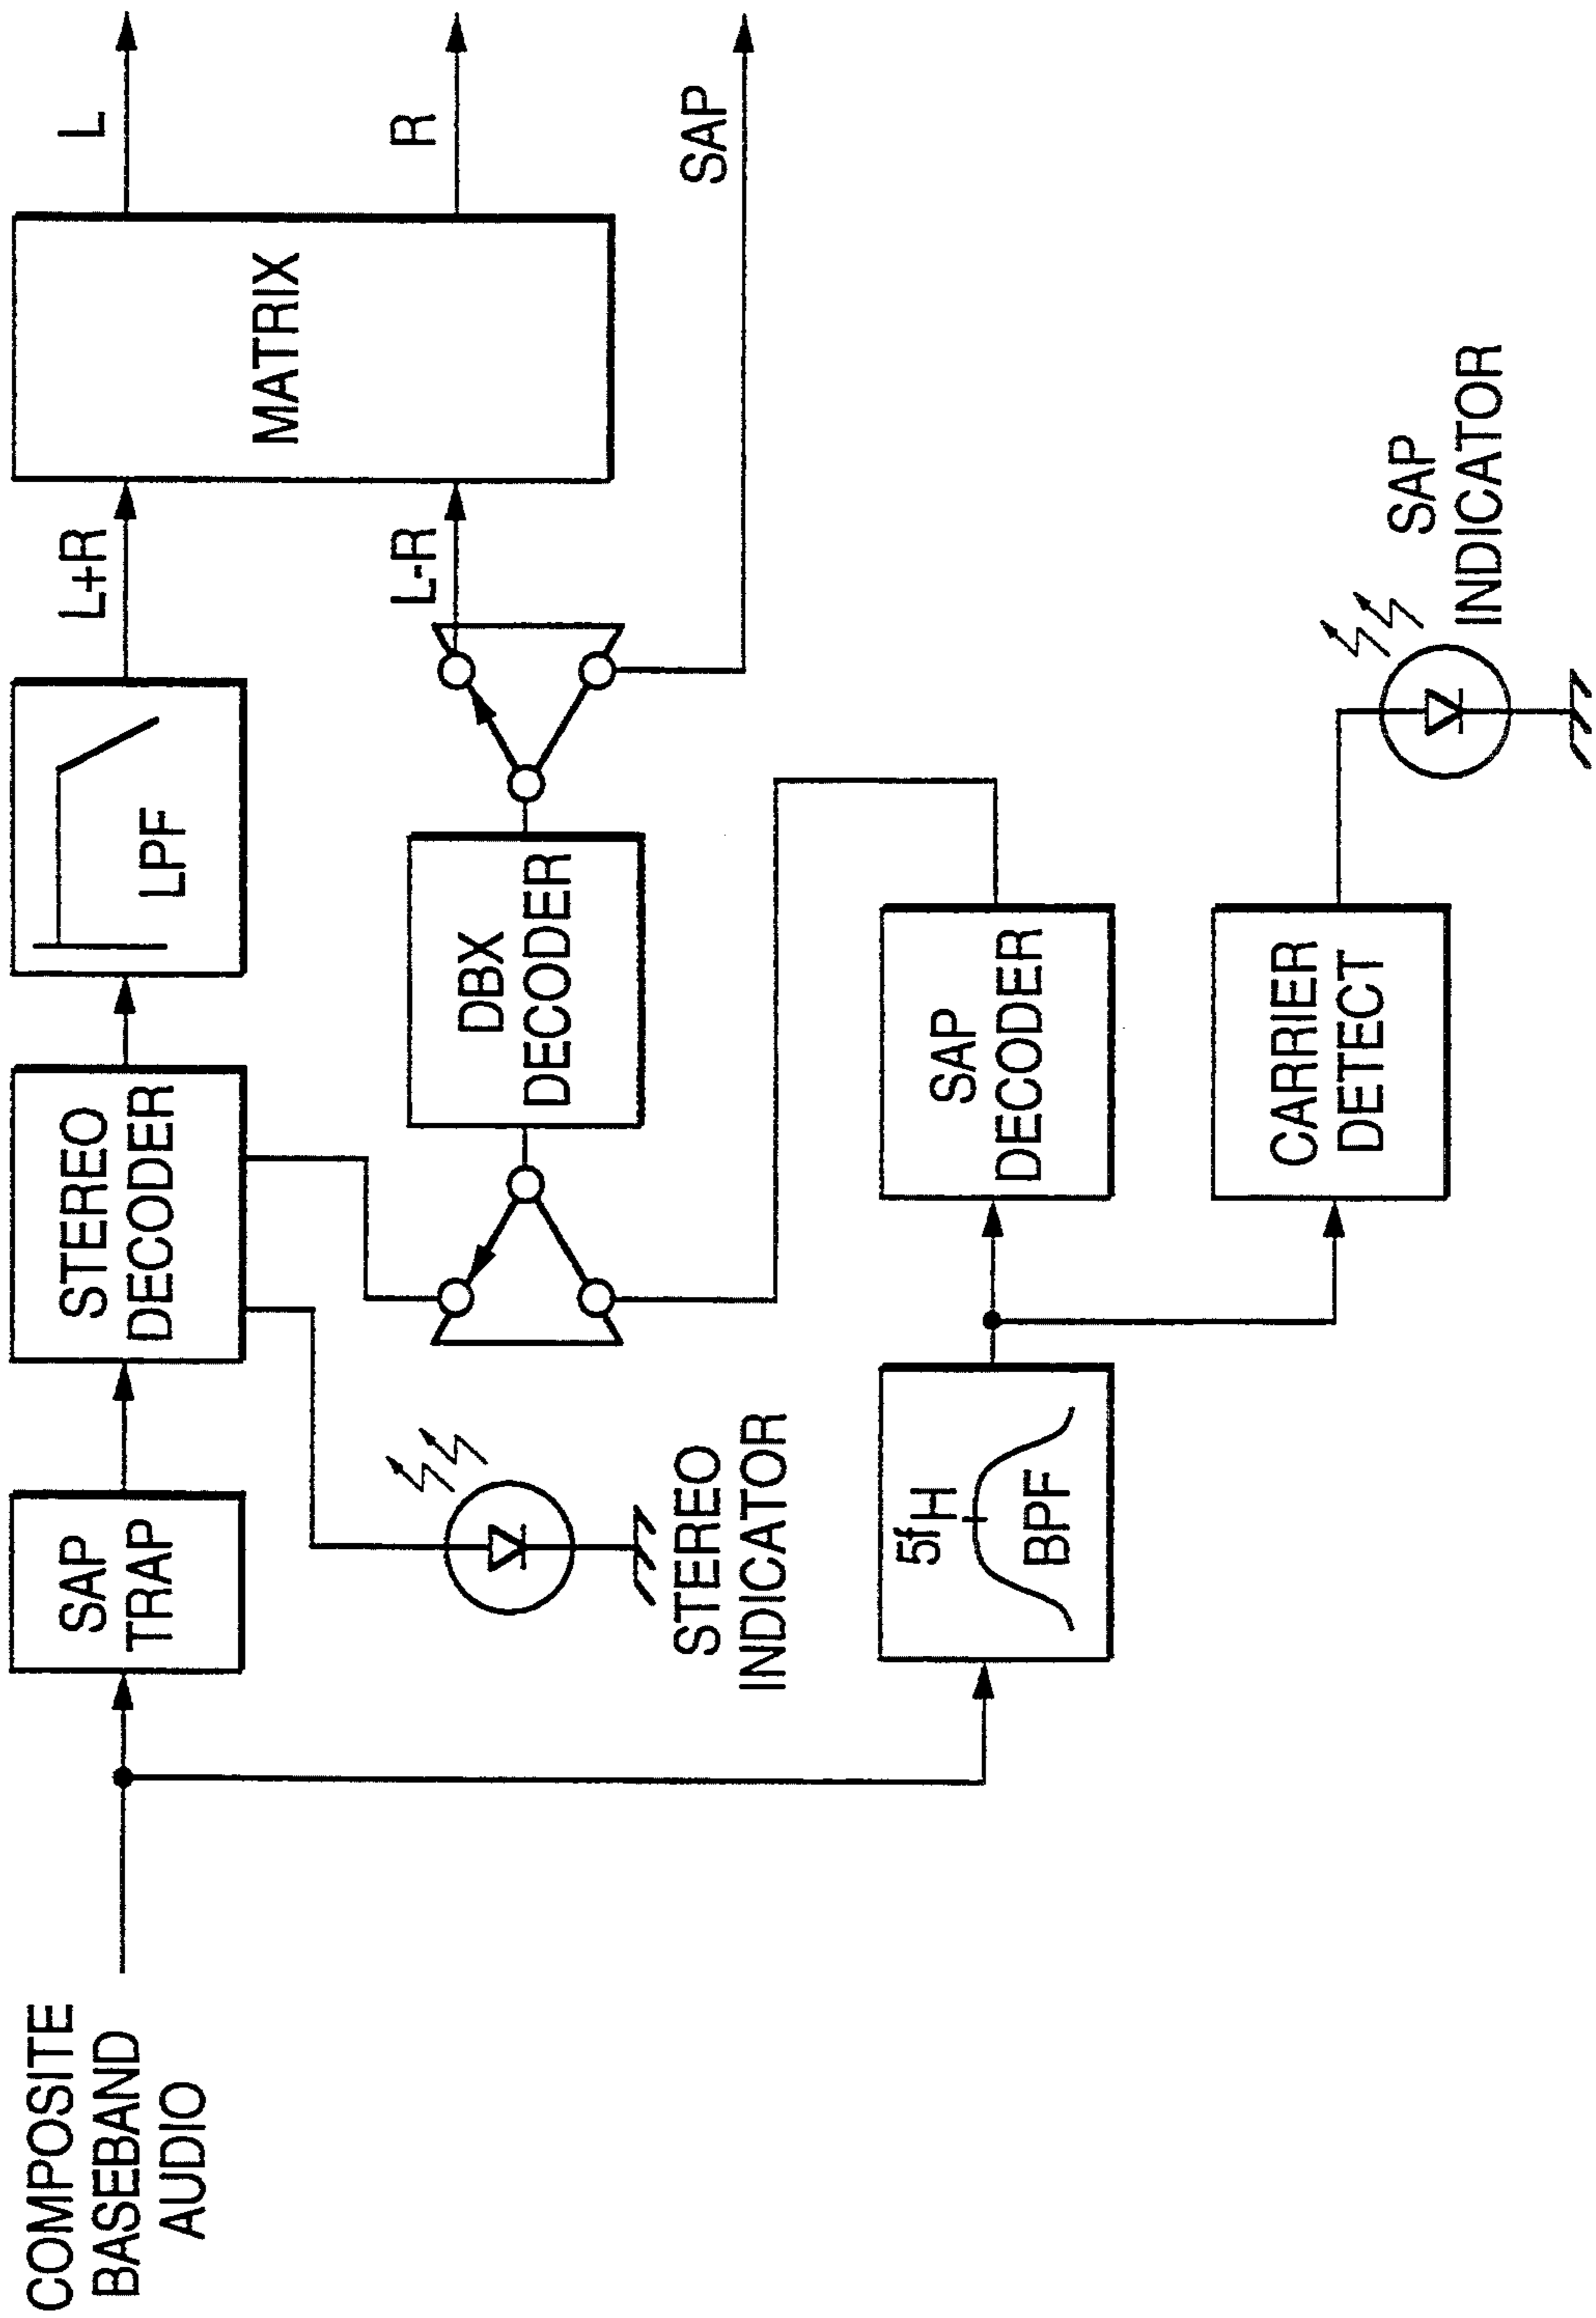 COMPOSITE
BASEBAND
AUDIO
SAP
TRAP
STEREO
DECODER
LPF
L+R
MATRIX
L
R
L-R
SAP
DBX
DECODER
STEREO
INDICATOR
5fH
BPF
SAP
DECODER
CARRIER
DETECT
SAP
INDICATOR